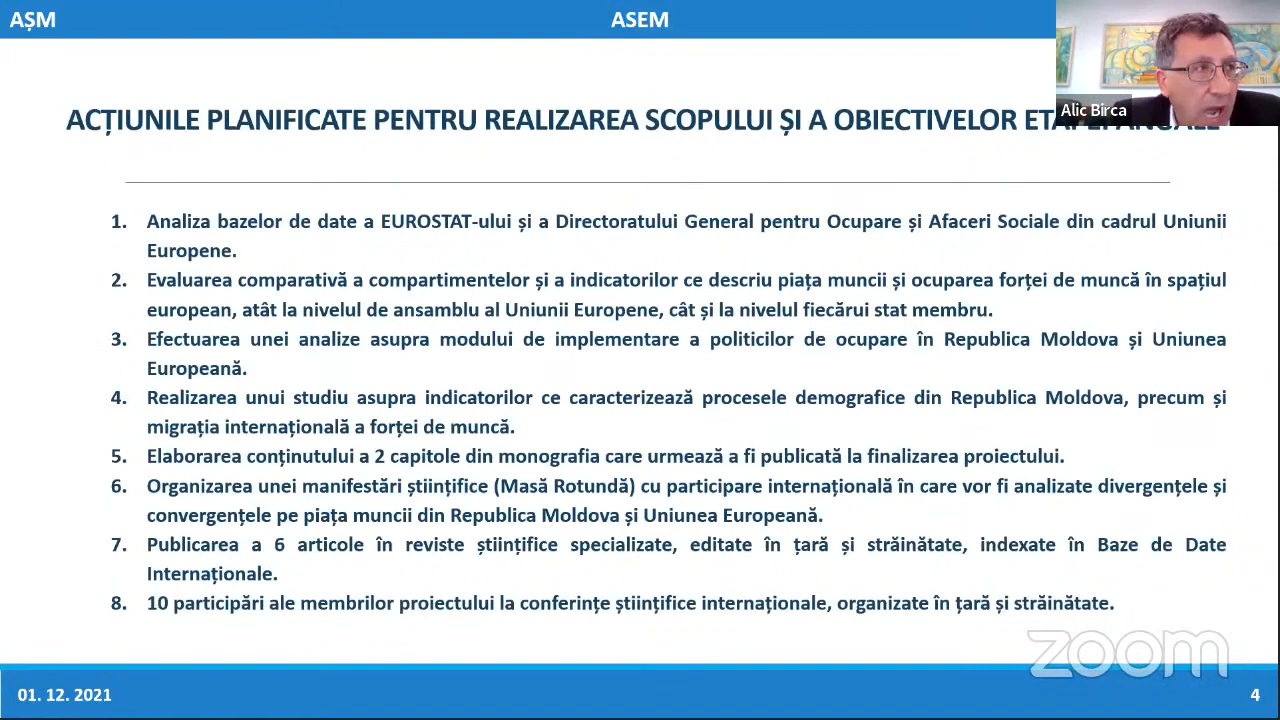 AȘM
ASEM
Alic Bîrca
ACȚIUNILE PLANIFICATE PENTRU REALIZAREA SCOPULUI ȘI A OBIECTIVELOR
1. Analiza bazelor de date a EUROSTAT-ului și a Directoratului General pentru Ocupare și Afaceri Sociale din cadrul Uniunii
Europene.
2. Evaluarea comparativă a compartimentelor și a indicatorilor ce descriu piața muncii și ocuparea forței de muncă în spațiul
european, atât la nivelul de ansamblu al Uniunii Europene, cât și la nivelul fiecărui stat membru.
3. Efectuarea unei analize asupra modului de implementare a politicilor de ocupare în Republica Moldova și Uniunea
Europeană.
4. Realizarea unui studiu asupra indicatorilor ce caracterizează procesele demografice din Republica Moldova, precum și
migrația internațională a forței de muncă.
5. Elaborarea conținutului a 2 capitole din monografia care urmează a fi publicată la finalizarea proiectului.
6. Organizarea unei manifestări științifice (Masă Rotundă) cu participare internațională în care vor fi analizate divergențele și
convergențele pe piața muncii din Republica Moldova și Uniunea Europeană.
7. Publicarea a 6 articole în reviste științifice specializate, editate în țară și străinătate, indexate în Baze de Date
Internaționale.
8. 10 participări ale membrilor proiectului la conferințe științifice internaționale, organizate în țară și străinătate.
zoom
01. 12. 2021
4